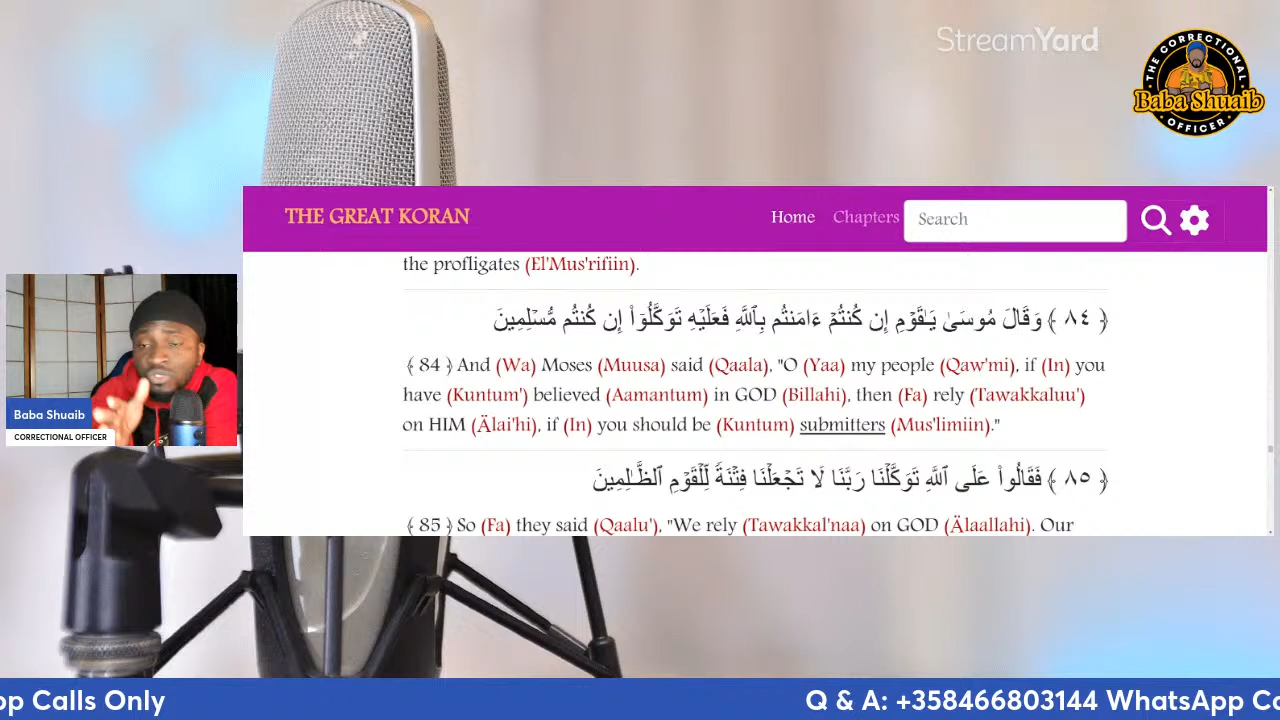 StreamYard
THE CORRECTIONAL
Baba Shuaib
OFFICER
THE GREAT KORAN
Home
Chapters
Search
the profligates (El'Mus'rifiin).
﴿ ٨٤ ﴾ وَقَالَ مُوسَىٰ يَـٰقَوْمِ إِن كُنتُمْ ءَامَنتُم بِٱللَّهِ فَعَلَيْهِ تَوَكَّلُوٓا۟ إِن كُنتُم مُّسْلِمِينَ
﴾ 84 ﴿ And (Wa) Moses (Muusa) said (Qaala), "O (Yaa) my people (Qaw'mi), if (In) you
have (Kuntum') believed (Aamantum) in GOD (Billahi), then (Fa) rely (Tawakkaluu')
on HIM (Älai'hi), if (In) you should be (Kuntum) submitters (Mus'limiin)."
﴿ ٨٥ ﴾ فَقَالُوا۟ عَلَى ٱللَّهِ تَوَكَّلْنَا رَبَّنَا لَا تَجْعَلْنَا فِتْنَةً لِّلْقَوْمِ ٱلظَّـٰلِمِينَ
﴾ 85 ﴿ So (Fa) they said (Qaalu'), "We rely (Tawakkal'naa) on GOD (Älaallahi). Our
Baba Shuaib
CORRECTIONAL OFFICER
pp Calls Only
Q & A: +358466803144 WhatsApp Ca